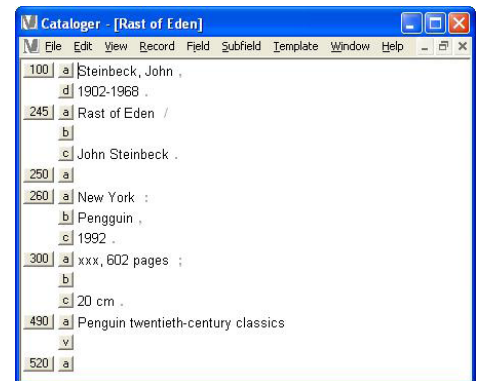 Cataloger - [Rast of Eden]
File Edit View Record Field Subfield Template Window Help
100 a Steinbeck, John ,
d 1902-1968 .
245 a Rast of Eden /
b
c John Steinbeck .
250 a
260 a New York :
b Pengguin ,
c 1992 .
300 a xxx, 602 pages ;
b
c 20 cm .
490 a Penguin twentieth-century classics
v
520 a